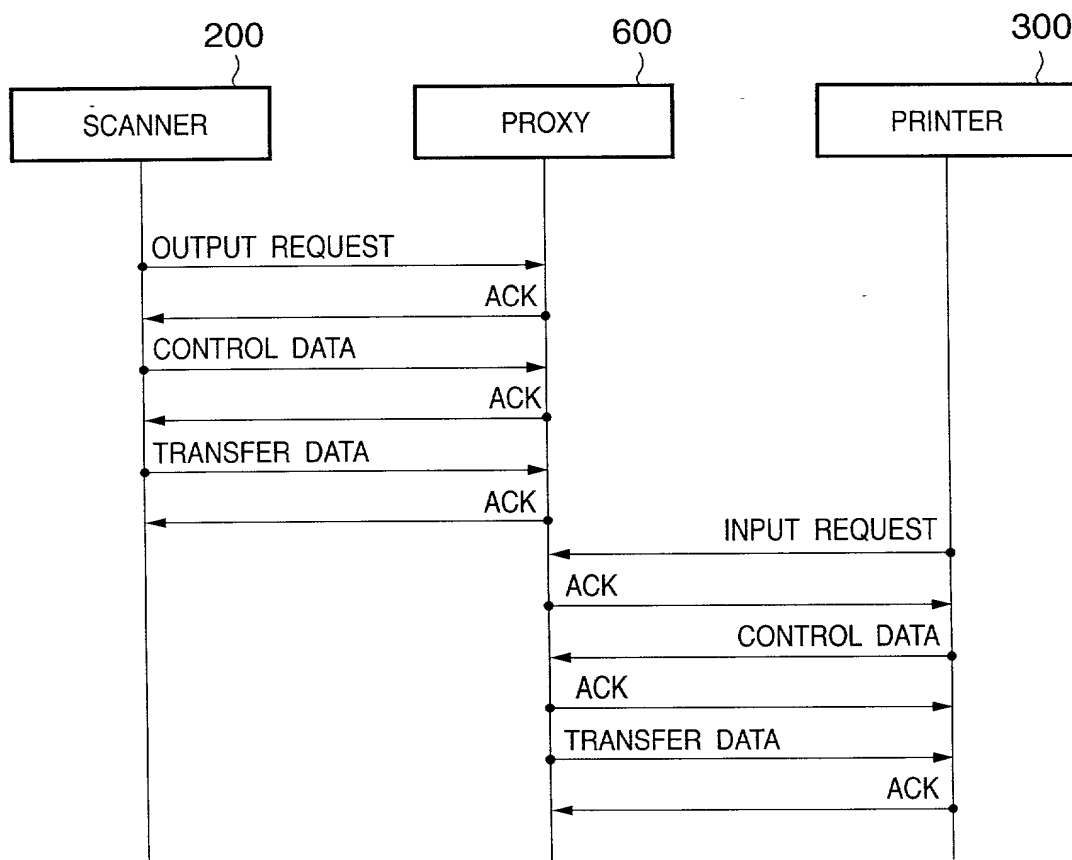 200
600
300
SCANNER
PROXY
PRINTER
OUTPUT REQUEST
ACK
CONTROL DATA
ACK
TRANSFER DATA
ACK
INPUT REQUEST
ACK
CONTROL DATA
ACK
TRANSFER DATA
ACK